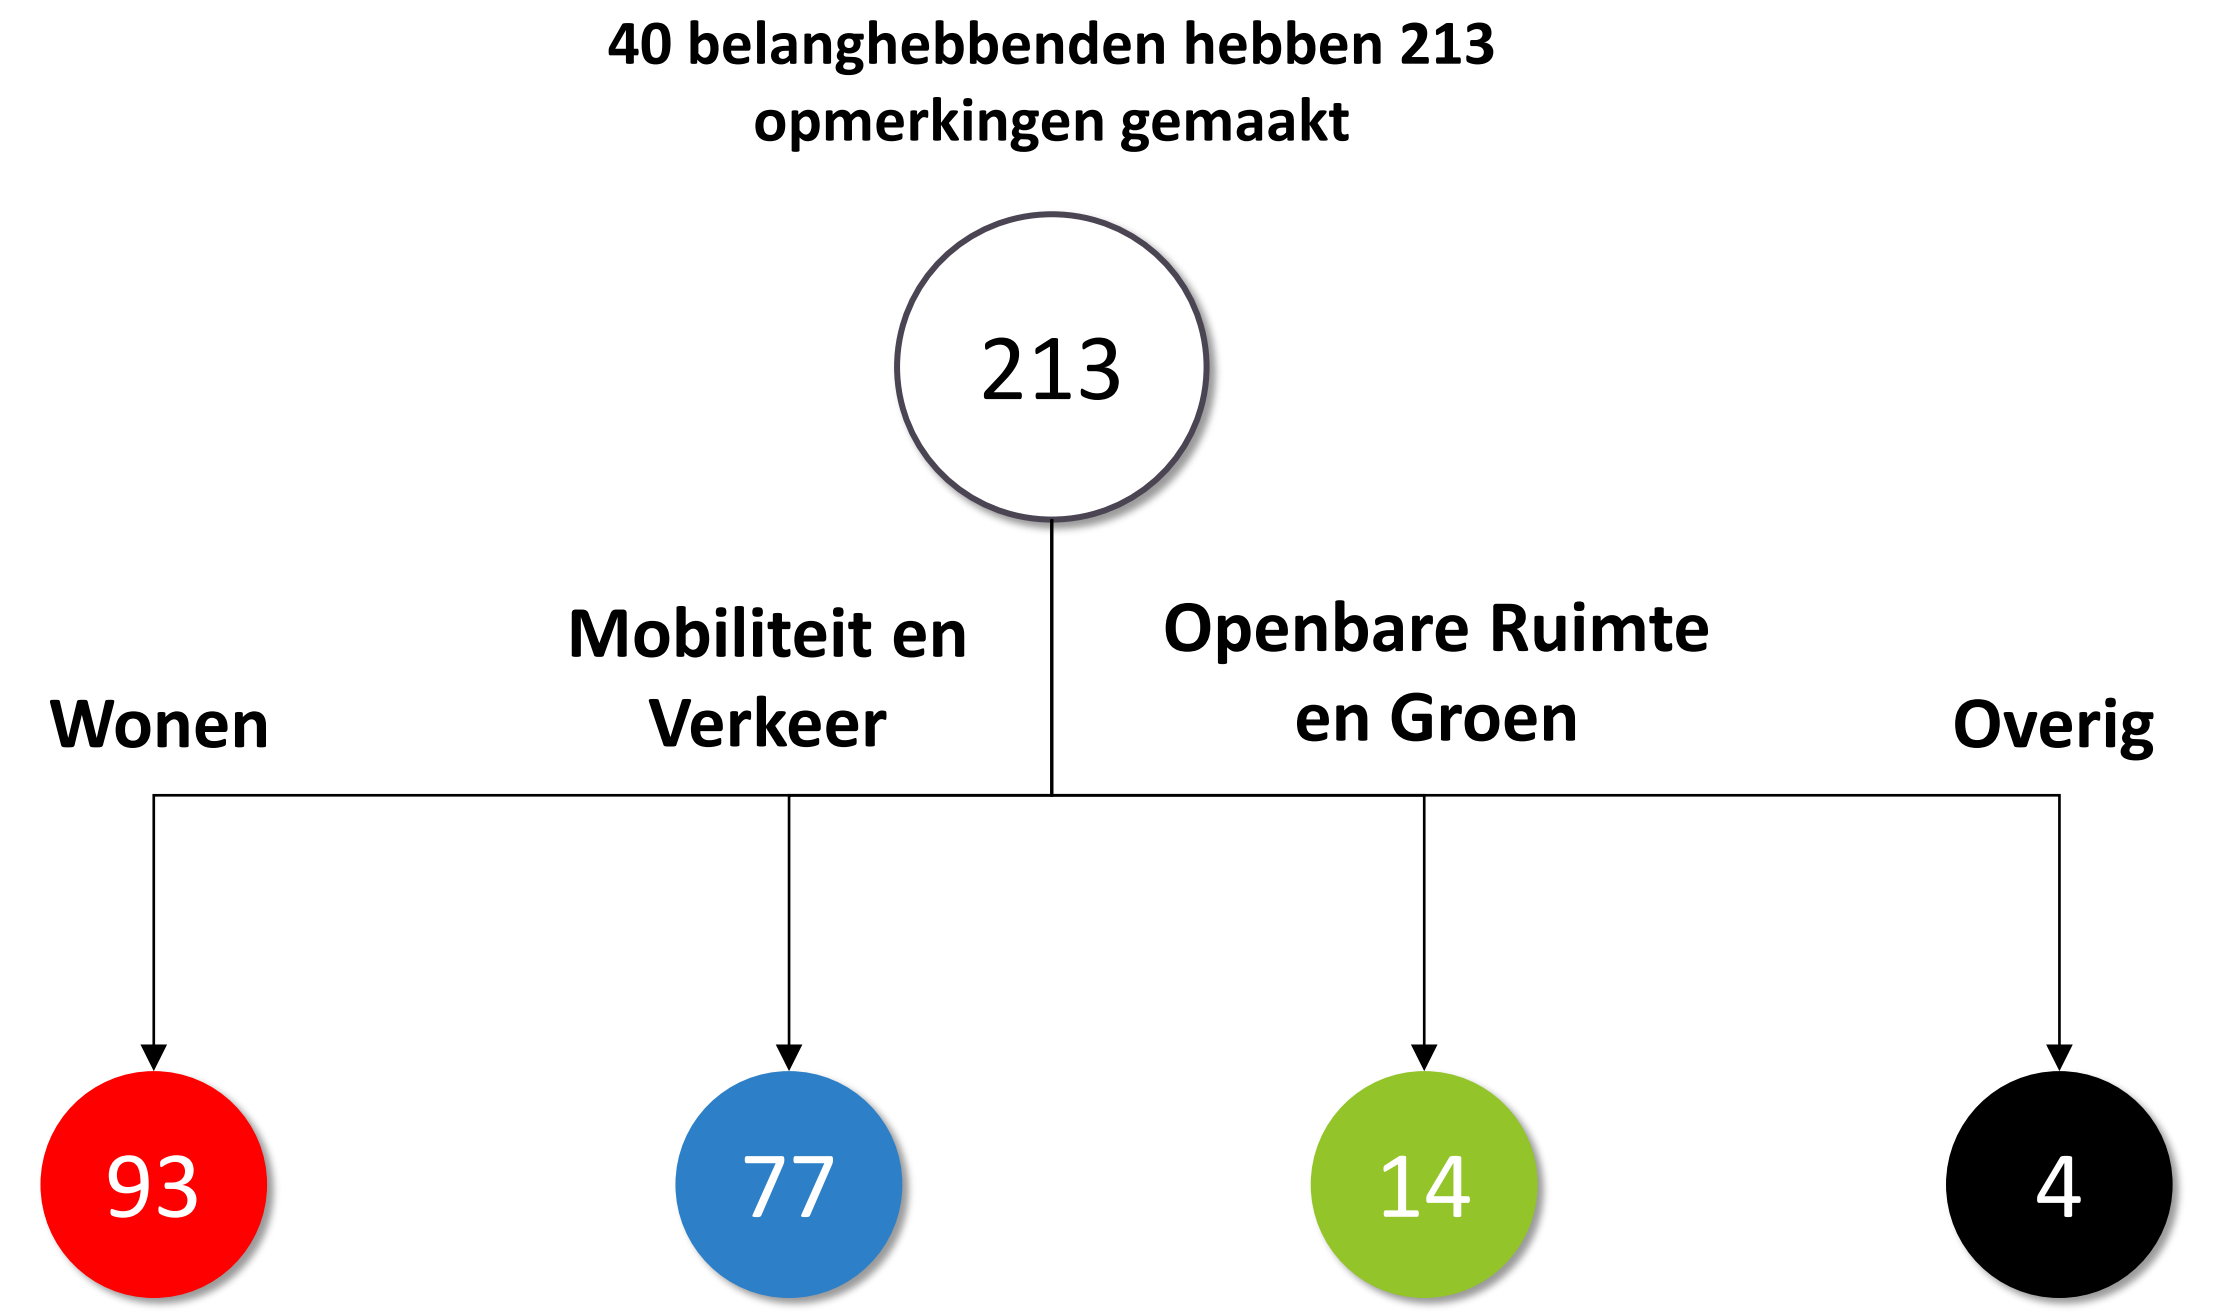 40 belanghebbenden hebben 213
opmerkingen gemaakt
213
Mobiliteit en
Verkeer
Openbare Ruimte
en Groen
Wonen
Overig
93
77
14
4